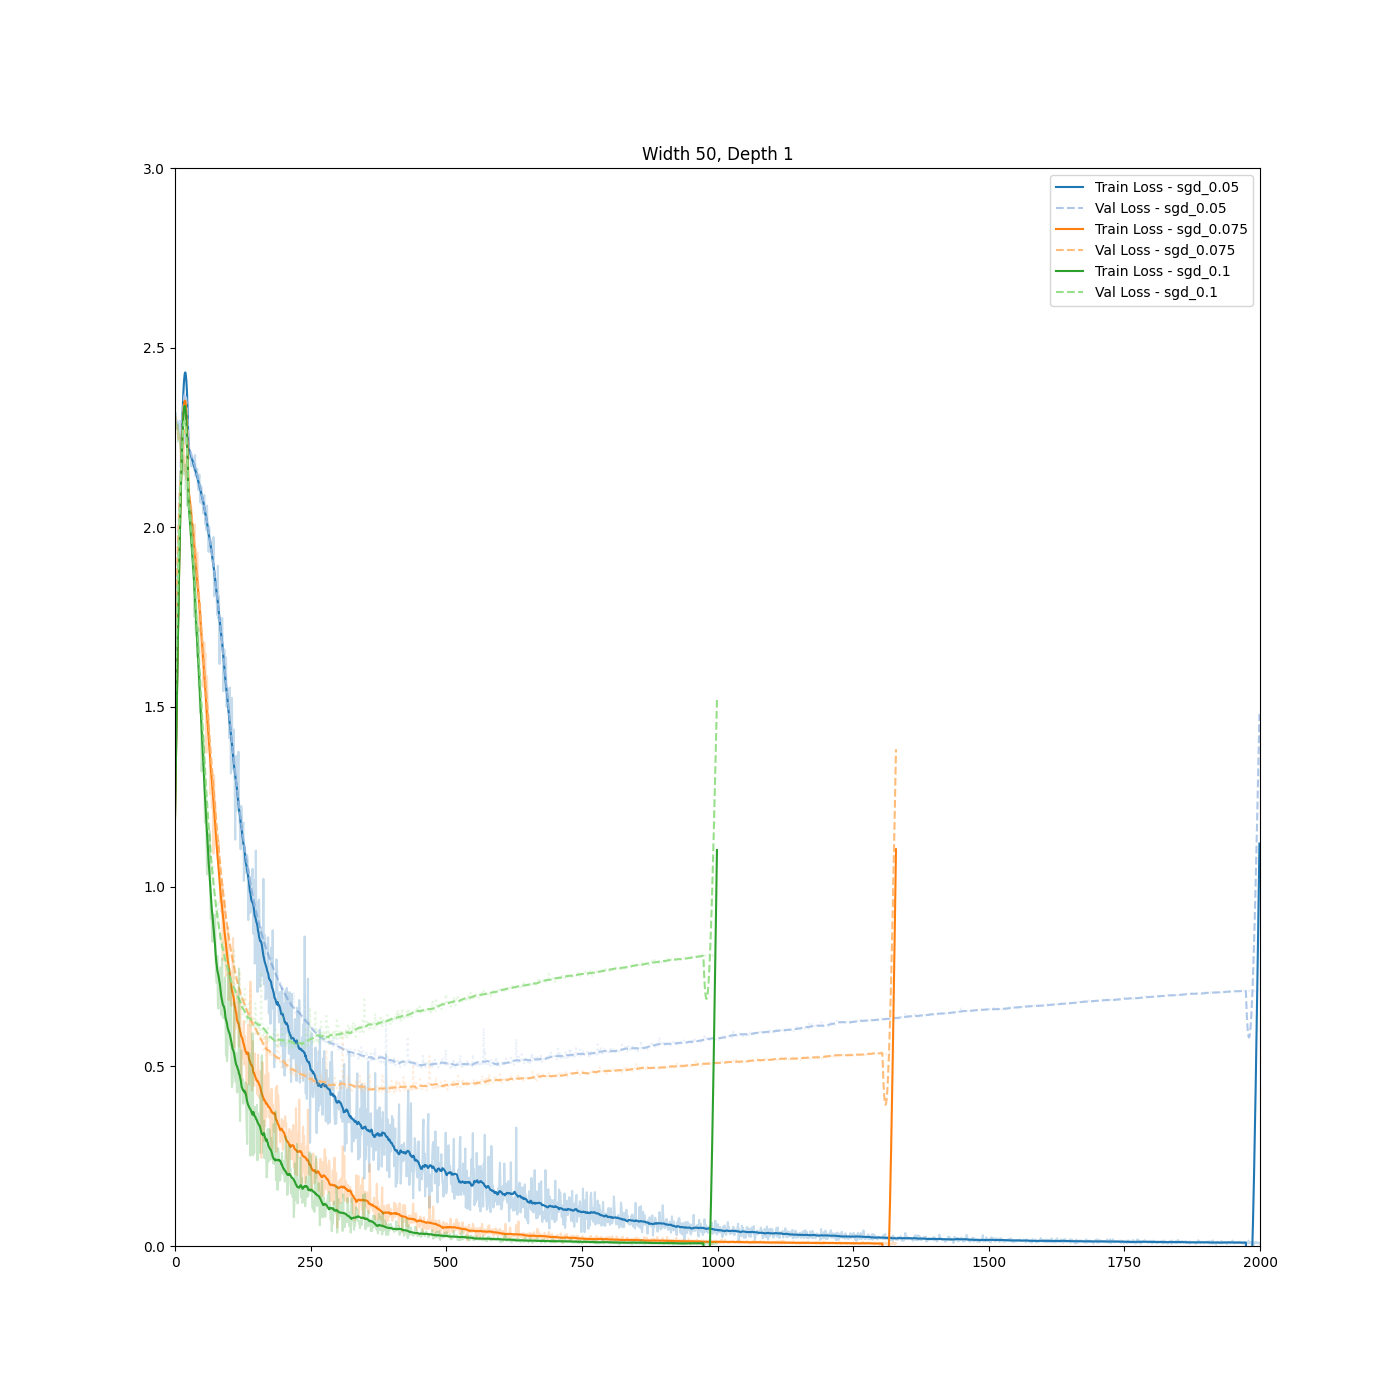 Width 50, Depth 1
3.0
2.5
2.0
1.5
1.0
0.5
0.0
Train Loss - sgd_0.05
Val Loss - sgd_0.05
Train Loss - sgd_0.075
Val Loss - sgd_0.075
Train Loss - sgd_0.1
Val Loss - sgd_0.1
0 250 500 750 1000 1250 1500 1750 2000